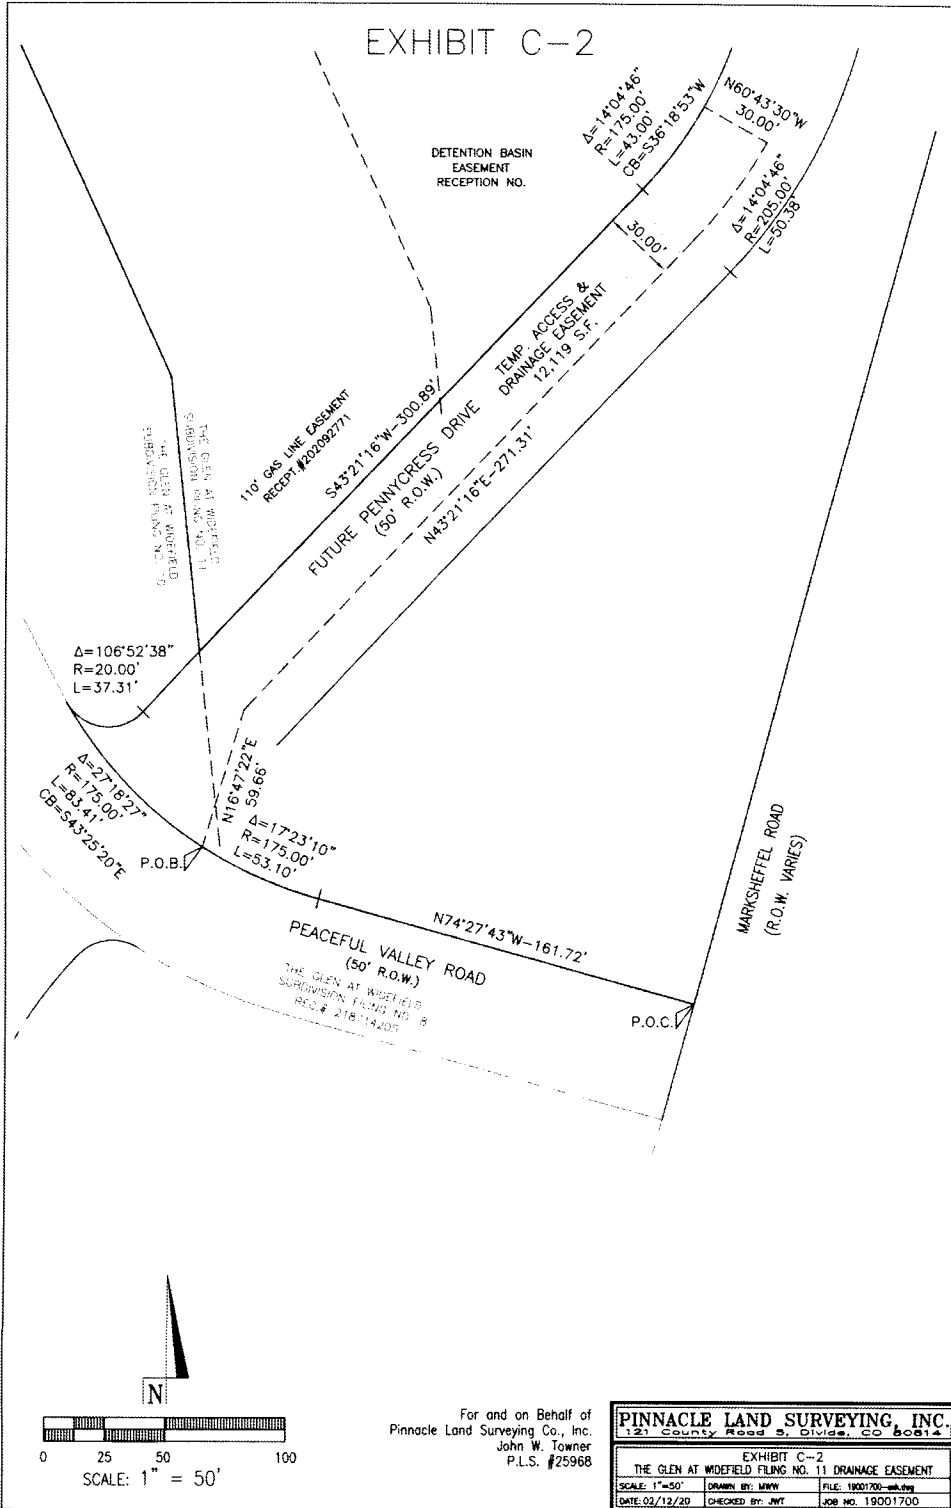 EXHIBIT C-2
Δ=14°04'46"
R=175.00'
L=43.00'
CB=S36°18'53"W
N60°43'30"W
30.00'
DETENTION BASIN
EASEMENT
RECEPTION NO.
Δ=14°04'46"
R=205.00'
L=50.38'
30.00'
TEMP. ACCESS &
DRAINAGE EASEMENT
12,119 S.F.
110' GAS LINE EASEMENT
RECEPT.#202092771
S43°21'16"W-300.89'
FUTURE PENNYCRESS DRIVE
(50' R.O.W.)
N43°21'16"E-271.31'
THE GLEN AT WIDEFIELD
SUBDIVISION FILING NO. 11
THE GLEN AT WIDEFIELD
SUBDIVISION FILING NO. 10
Δ=106°52'38"
R=20.00'
L=37.31'
Δ=27°18'27"
R=175.00'
L=83.41'
CB=S43°25'20"E
P.O.B.
N16°47'22"E
59.66'
Δ=17°23'10"
R=175.00'
L=53.10'
N74°27'43"W-161.72'
PEACEFUL VALLEY ROAD
(50' R.O.W.)
THE GLEN AT WIDEFIELD
SUBDIVISION FILING NO. 8
REC.#
P.O.C.
MARKSHEFFEL ROAD
(R.O.W. VARIES)
N
0 25 50 100
SCALE: 1" = 50'
For and on Behalf of
Pinnacle Land Surveying Co., Inc.
John W. Towner
P.L.S. #25968
PINNACLE LAND SURVEYING, INC.
121 County Road 5, Divide, CO 80814
EXHIBIT C-2
THE GLEN AT WIDEFIELD FILING NO. 11 DRAINAGE EASEMENT
SCALE: 1"=50' DRAWN BY: MWW FILE:
DATE: 02/12/20 CHECKED BY: JWT JOB NO. 19001700